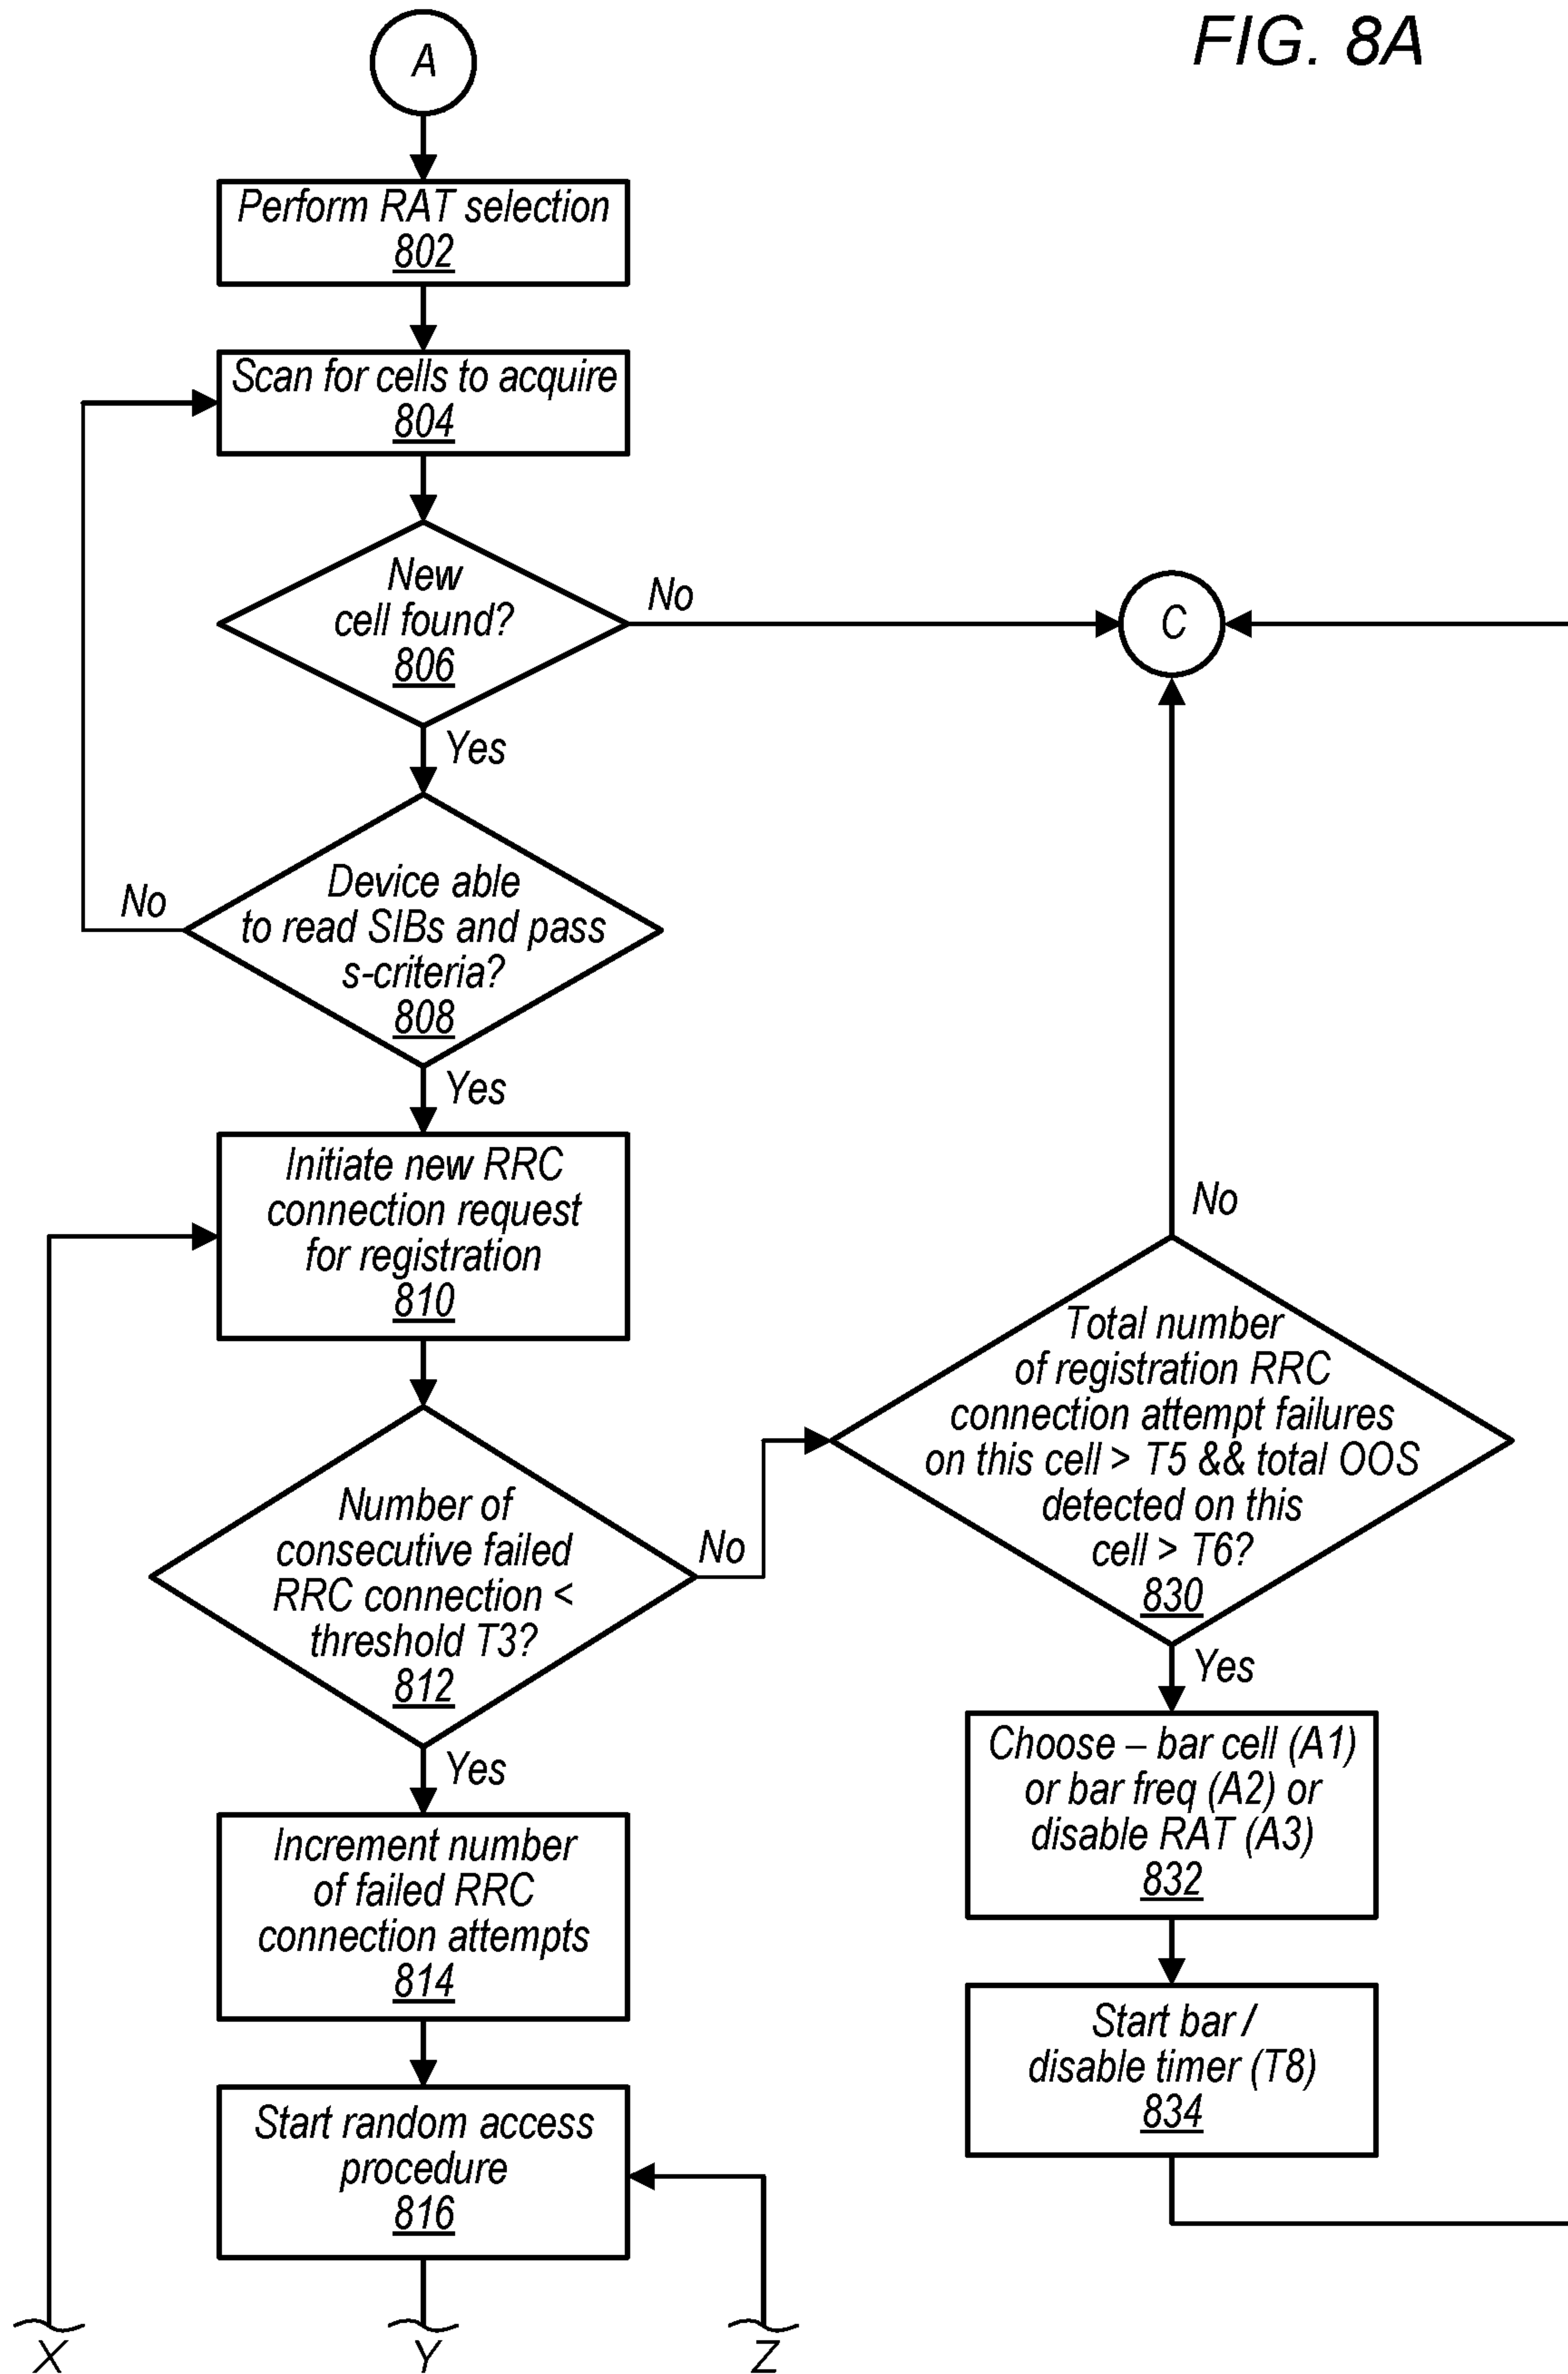 FIG. 8A
A
Perform RAT selection
802
Scan for cells to acquire
804
New
cell found?
806
No
C
Yes
Device able
to read SIBs and pass
s-criteria?
808
No
Yes
Initiate new RRC
connection request
for registration
810
Number of
consecutive failed
RRC connection <
threshold T3?
812
No
Yes
Increment number
of failed RRC
connection attempts
814
Start random access
procedure
816
X
Y
Z
No
Total number
of registration RRC
connection attempt failures
on this cell > T5 && total OOS
detected on this
cell > T6?
830
Yes
Choose – bar cell (A1)
or bar freq (A2) or
disable RAT (A3)
832
Start bar /
disable timer (T8)
834